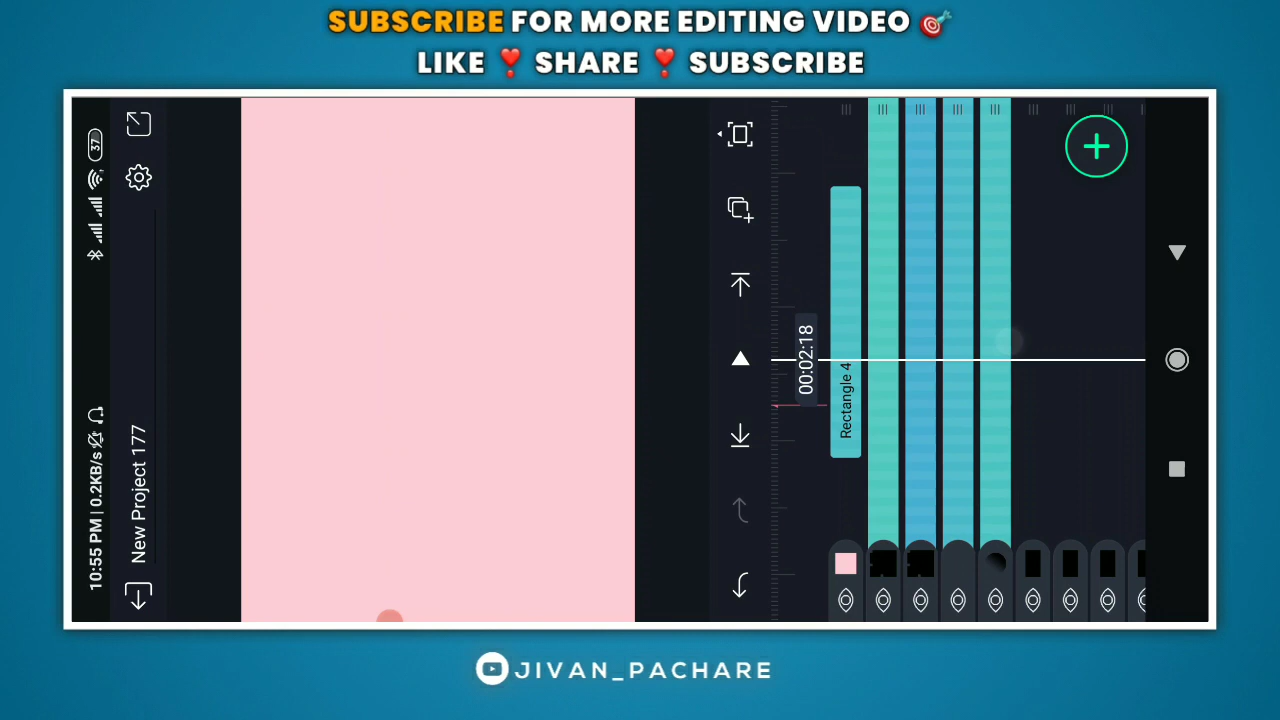 SUBSCRIBE FOR MORE EDITING VIDEO
LIKE SHARE SUBSCRIBE
10:55 PM | 0.2KB/s
37
New Project 177
00:02:18
Rectangle 4
JIVAN_PACHARE